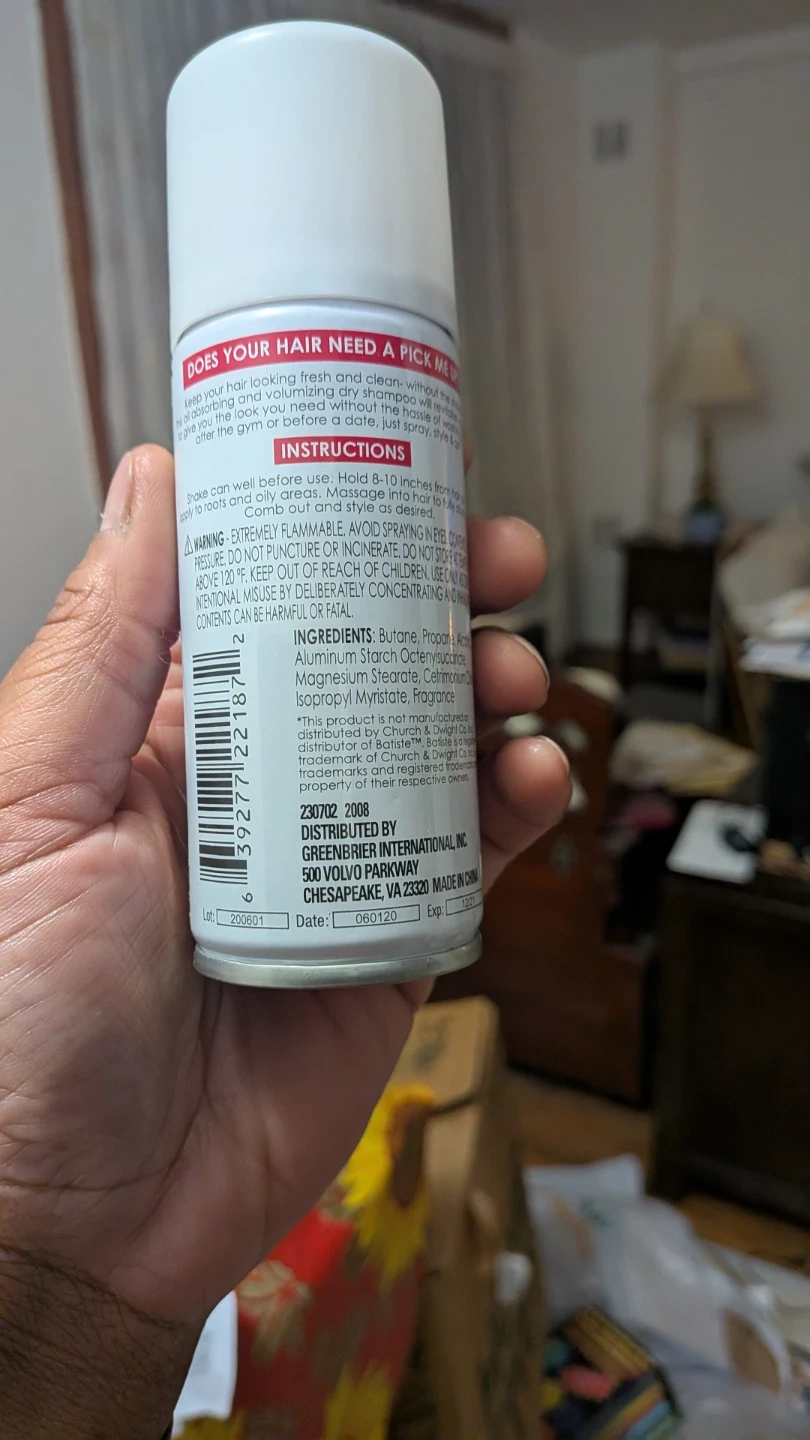 DOES YOUR HAIR NEED A PICK ME UP
Keep your hair looking fresh and clean- without the
oil absorbing and volumizing dry shampoo will
to give you the look you need without the hassle of
after the gym or before a date, just spray, style &
INSTRUCTIONS
Shake can well before use. Hold 8-10 inches from
apply to roots and oily areas. Massage into hair to
Comb out and style as desired.
WARNING - EXTREMELY FLAMMABLE. AVOID SPRAYING IN EYES.
PRESSURE. DO NOT PUNCTURE OR INCINERATE. DO NOT STORE AT
ABOVE 120 °F. KEEP OUT OF REACH OF CHILDREN. USE ONLY
INTENTIONAL MISUSE BY DELIBERATELY CONCENTRATING AND
CONTENTS CAN BE HARMFUL OR FATAL.
INGREDIENTS: Butane, Propane,
Aluminum Starch Octenylsuccinate
Magnesium Stearate, Cetrimonium
Isopropyl Myristate, Fragrance
*This product is not manufactured or
distributed by Church & Dwight Co.
distributor of Batiste™. Batiste is a
trademark of Church & Dwight Co.
trademarks and registered trademarks
property of their respective owners.
6 39277 22187 2
230702 2008
DISTRIBUTED BY
GREENBRIER INTERNATIONAL, INC.
500 VOLVO PARKWAY
CHESAPEAKE, VA 23320 MADE IN CHINA
Lot: 200601 Date: 060120 Exp: 12/21